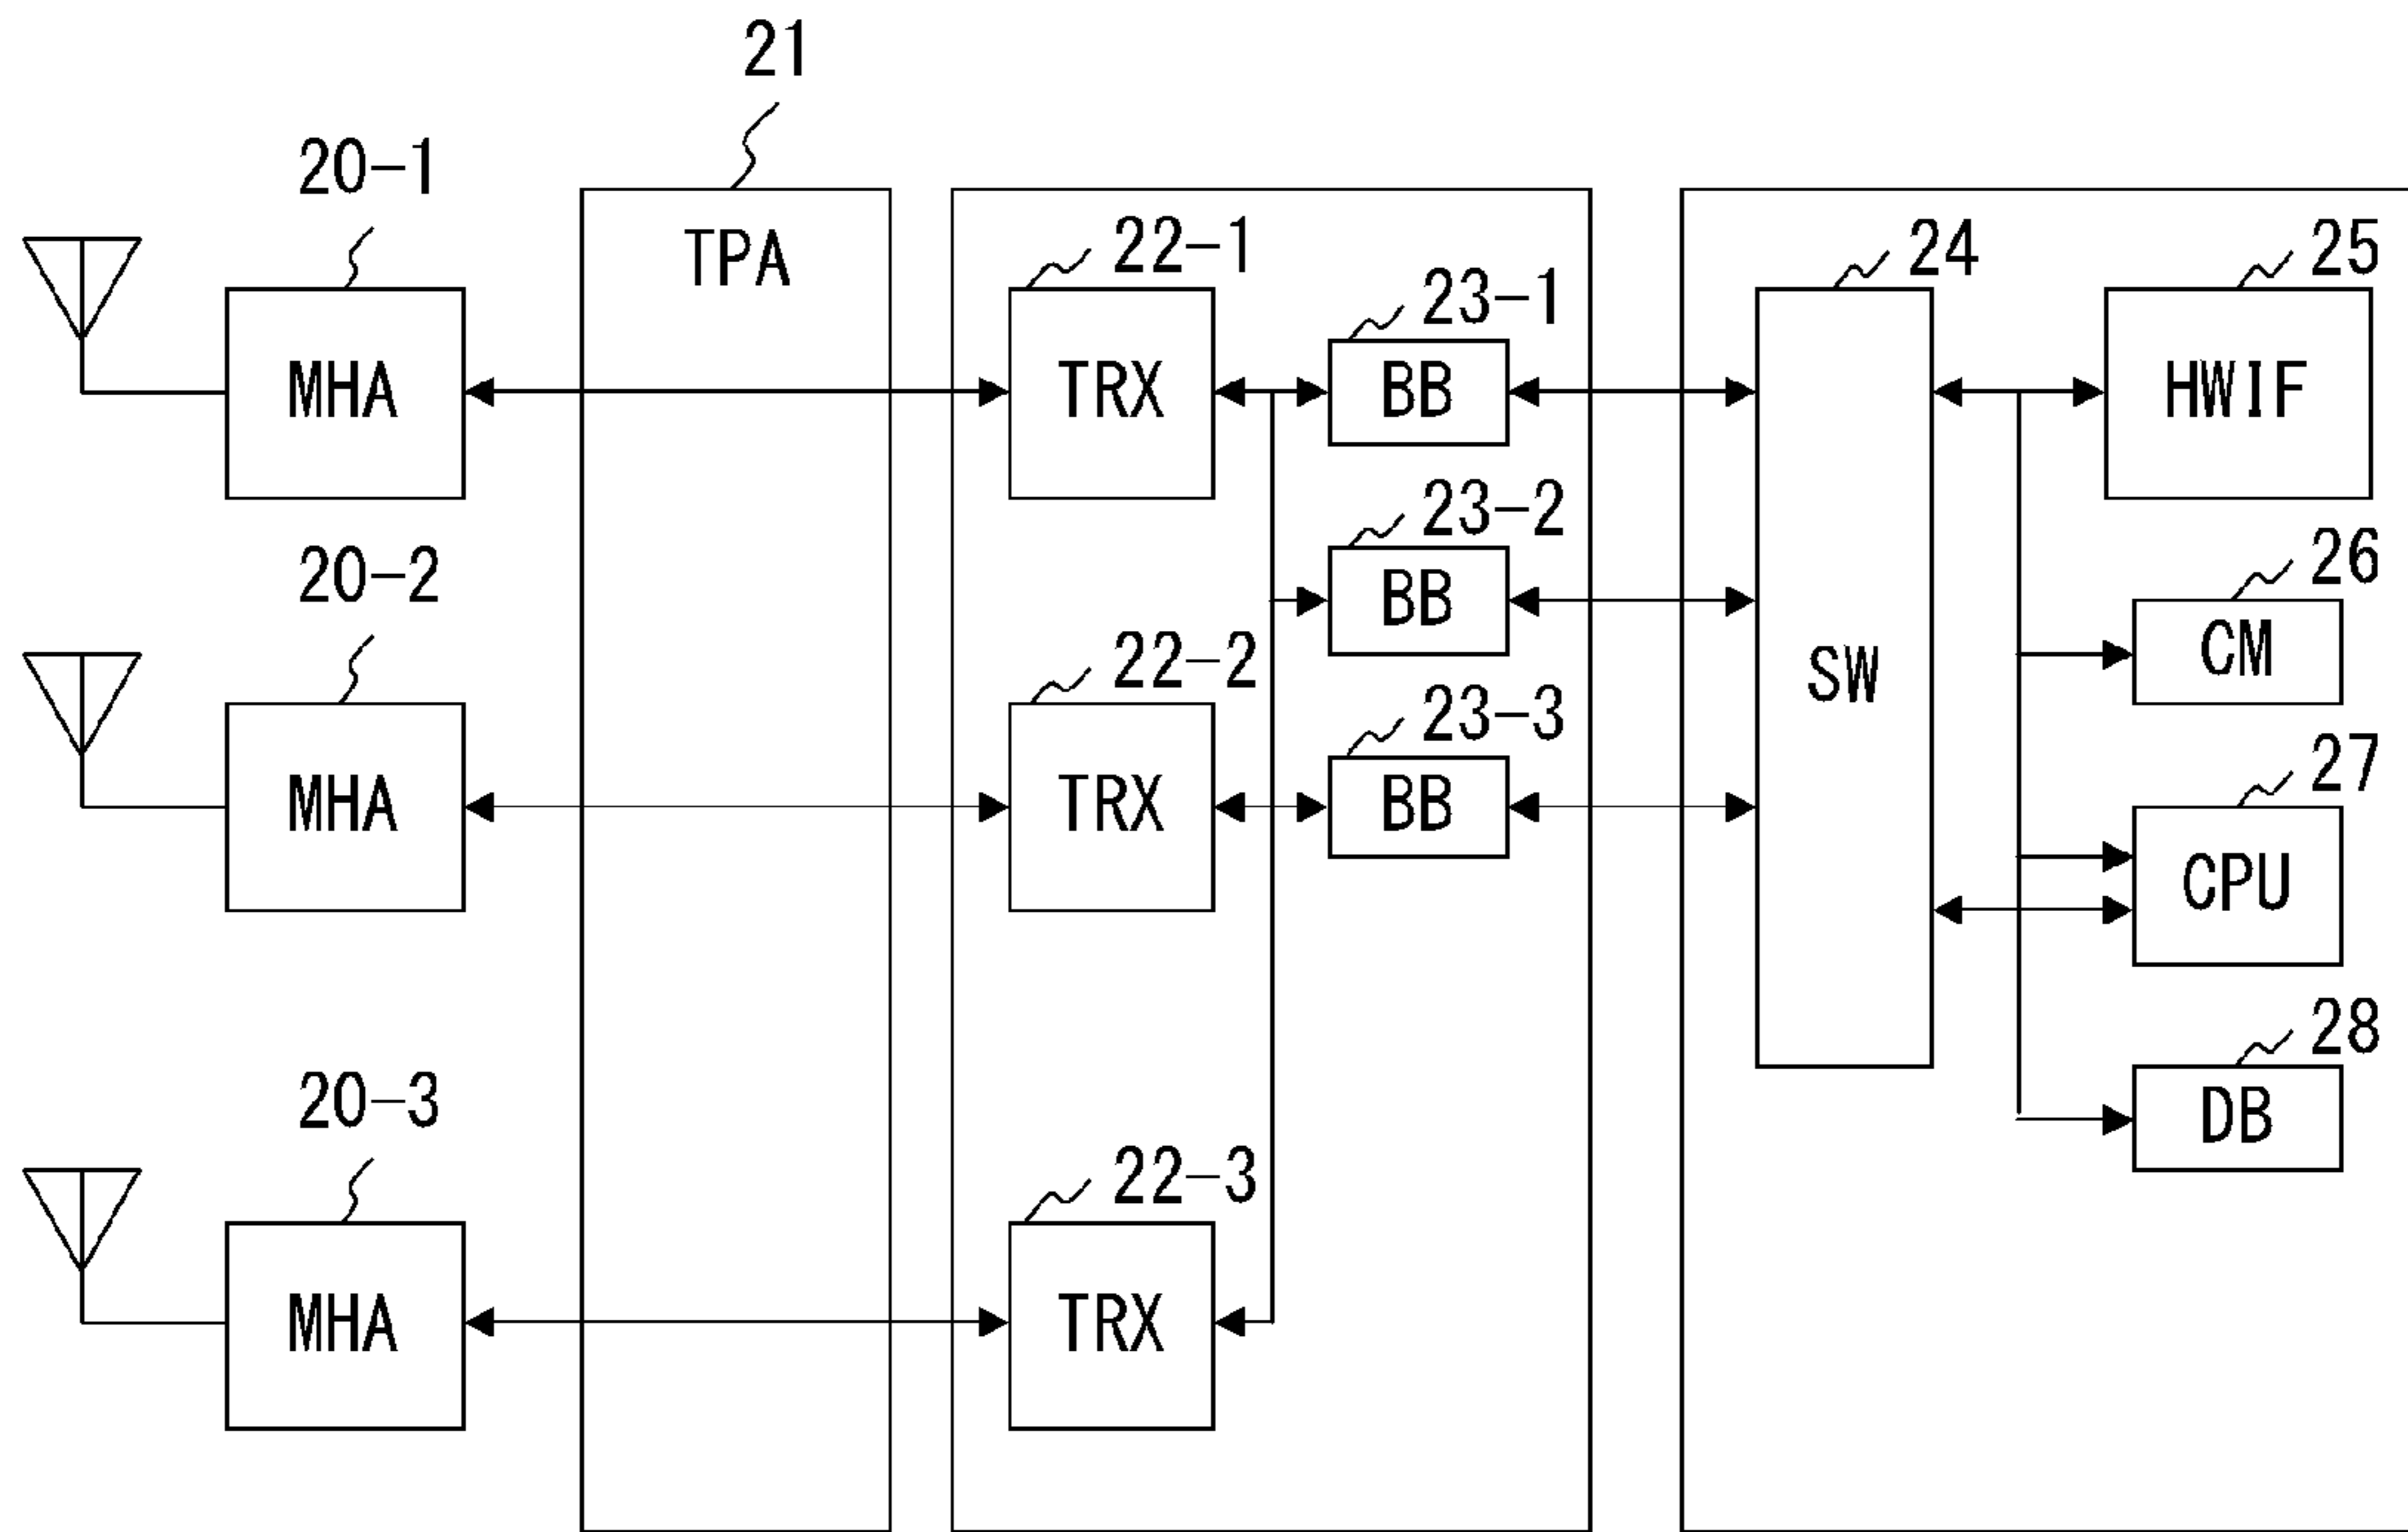 21
20-1
TPA
22-1
24
25
23-1
MHA
TRX
BB
HWIF
23-2
20-2
26
BB
CM
22-2
SW
23-3
27
MHA
TRX
BB
CPU
28
20-3
DB
22-3
MHA
TRX